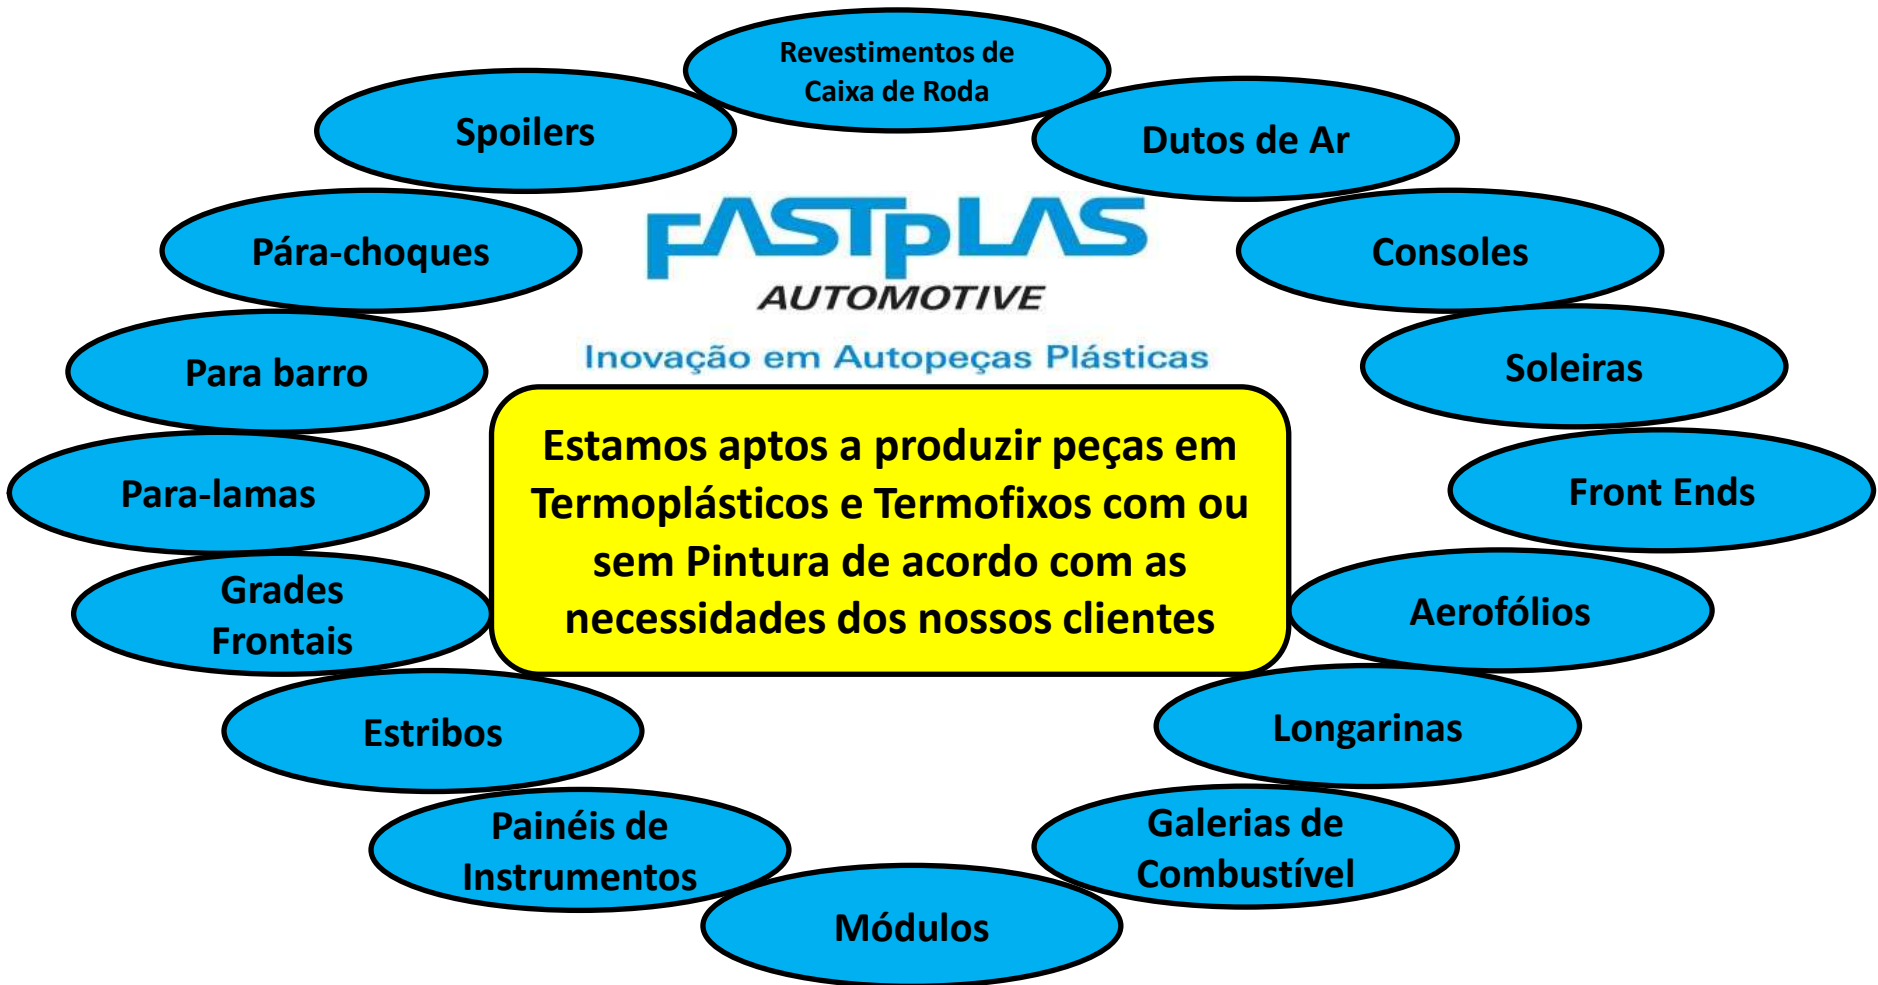 Revestimentos de
Caixa de Roda
Spoilers
Dutos de Ar
FASTpLAS
AUTOMOTIVE
Inovação em Autopeças Plásticas
Pára-choques
Consoles
Para barro
Soleiras
Estamos aptos a produzir peças em
Termoplásticos e Termofixos com ou
sem Pintura de acordo com as
necessidades dos nossos clientes
Para-lamas
Front Ends
Grades
Frontais
Aerofólios
Estribos
Longarinas
Painéis de
Instrumentos
Galerias de
Combustível
Módulos